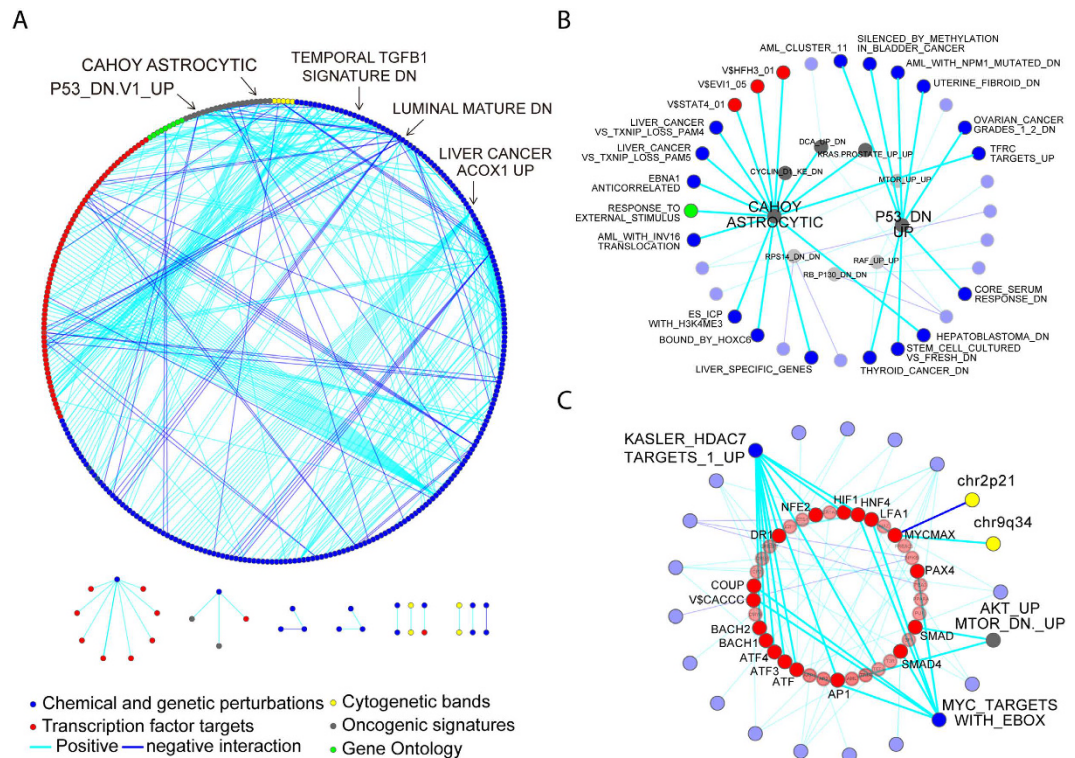 A
CAHOY ASTROCYTIC
P53_DN.V1_UP
TEMPORAL TGFB1
SIGNATURE DN
LUMINAL MATURE DN
LIVER CANCER
ACOX1 UP
Chemical and genetic perturbations
Transcription factor targets
Positive
negative interaction
Cytogenetic bands
Oncogenic signatures
Gene Ontology
B
AML_CLUSTER_11
SILENCED_BY_METHYLATION
IN_BLADDER_CANCER
AML_WITH_NPM1_MUTATED_DN
UTERINE_FIBROID_DN
V$HFH3_01
V$EVI1_05
V$STAT4_01
OVARIAN_CANCER
GRADES_1_2_DN
TFRC
TARGETS_UP
LIVER_CANCER
VS_TXNIP_LOSS_PAM4
LIVER_CANCER
VS_TXNIP_LOSS_PAM5
DCA_UP_DN
KRAS.PROSTATE_UP_UP
CYCLIN_D1_KE_DN
MTOR_UP_UP
EBNA1
ANTICORRELATED
RESPONSE_TO
EXTERNAL_STIMULUS
CAHOY
ASTROCYTIC
P53_DN
UP
AML_WITH_INV16
TRANSLOCATION
RPS14_DN_DN
RAF_UP_UP
RB_P130_DN_DN
CORE_SERUM
RESPONSE_DN
ES_ICP
WITH_H3K4ME3
BOUND_BY_HOXC6
HEPATOBLASTOMA_DN
STEM_CELL_CULTURED
VS_FRESH_DN
LIVER_SPECIFIC_GENES
THYROID_CANCER_DN
C
KASLER_HDAC7
TARGETS_1_UP
chr2p21
chr9q34
NFE2
HIF1
HNF4
LFA1
MYCMAX
DR1
PAX4
COUP
V$CACCC
BACH2
BACH1
ATF4
ATF3
ATF
AP1
SMAD
SMAD4
AKT_UP
MTOR_DN._UP
MYC_TARGETS
WITH_EBOX